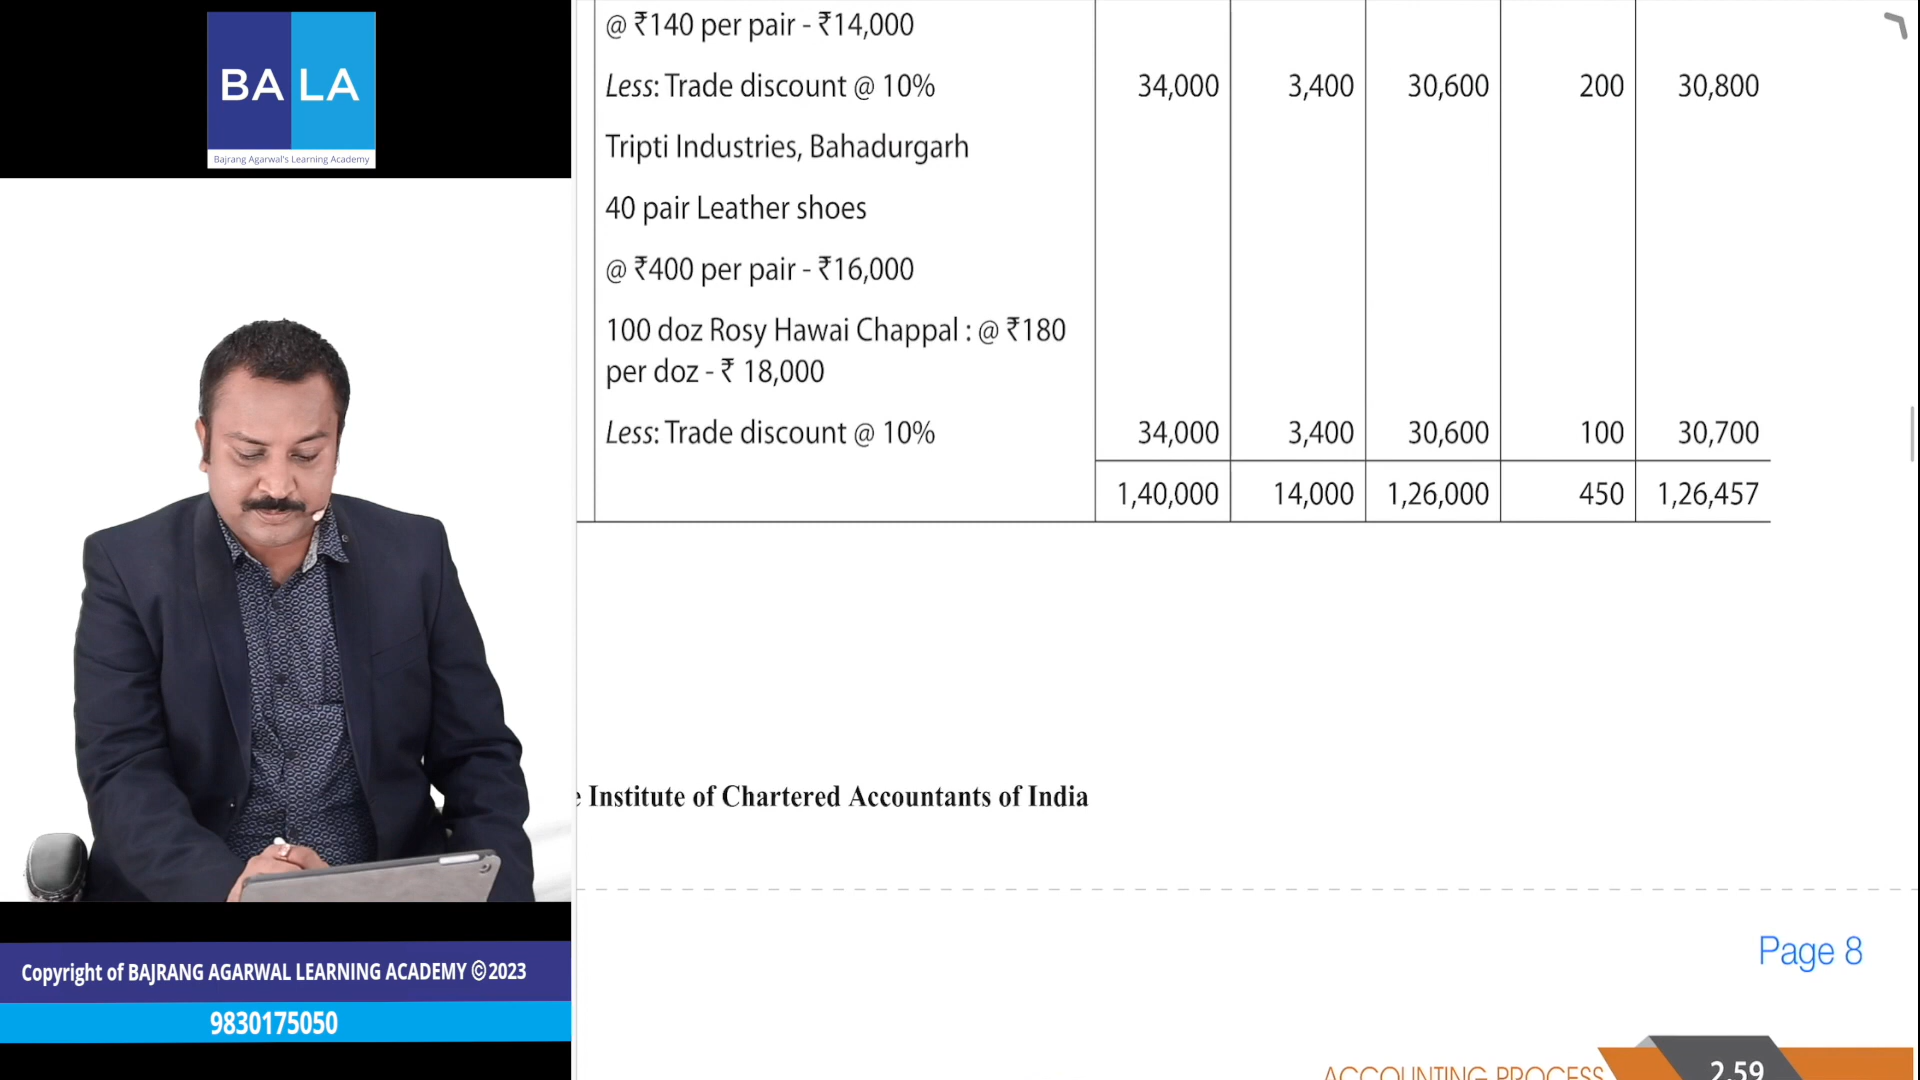 BA LA
Bajrang Agarwal's Learning Academy
@ ₹140 per pair - ₹14,000
Less: Trade discount @ 10% 34,000 3,400 30,600 200 30,800
Tripti Industries, Bahadurgarh
40 pair Leather shoes
@ ₹400 per pair - ₹16,000
100 doz Rosy Hawai Chappal : @ ₹180
per doz - ₹ 18,000
Less: Trade discount @ 10% 34,000 3,400 30,600 100 30,700
1,40,000 14,000 1,26,000 450 1,26,457
e Institute of Chartered Accountants of India
Page 8
ACCOUNTING PROCESS 2.59
Copyright of BAJRANG AGARWAL LEARNING ACADEMY ©2023
9830175050